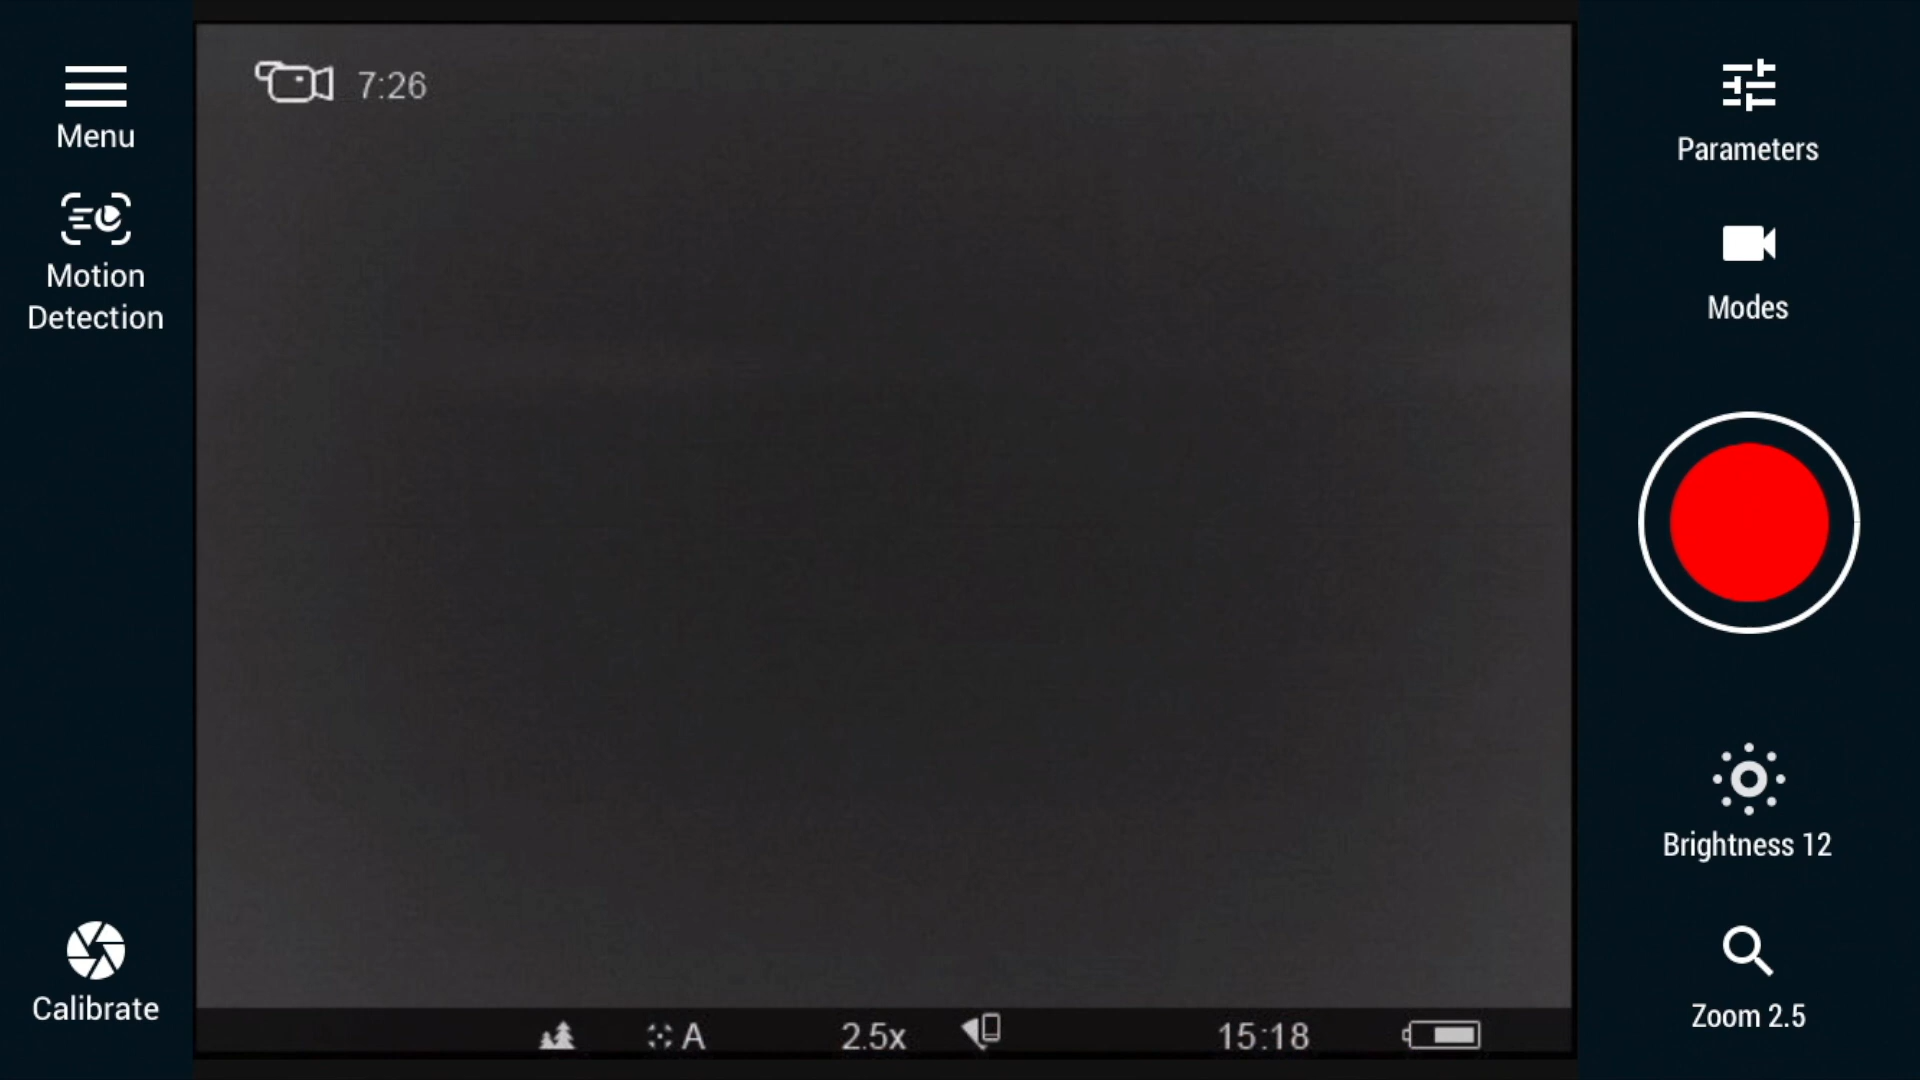 Menu
Motion
Detection
Calibrate
7:26
A
2.5x
15:18
Parameters
Modes
Brightness 12
Zoom 2.5